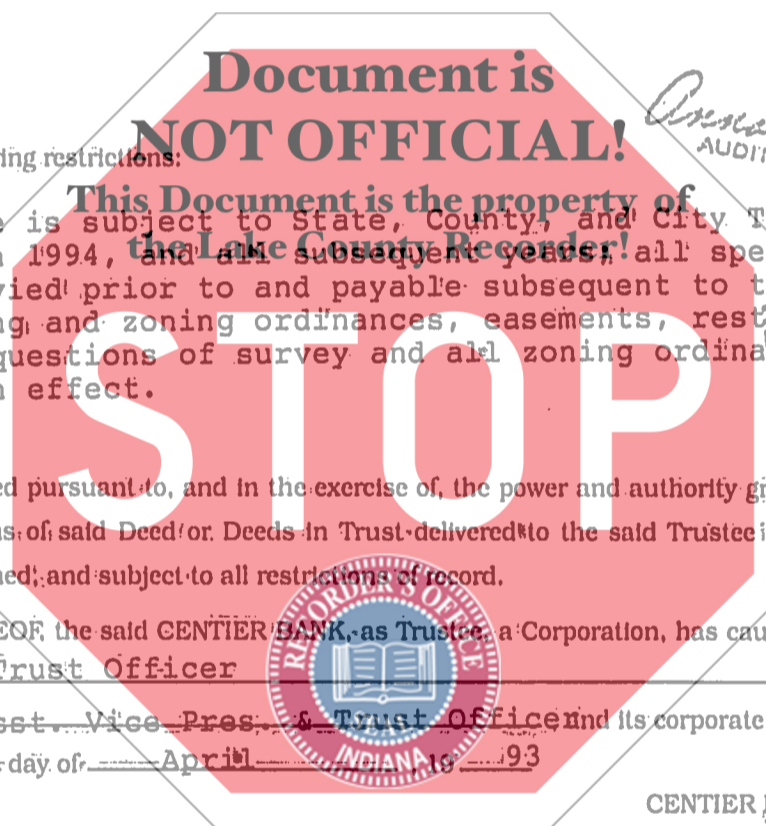 Document is
NOT OFFICIAL!
AUDIT
ing restrictions:
This Document is the property of
e is subject to State, County, and City T
the Lake County Recorder!
n 1994, and all subsequent years; all spe
vied prior to and payable subsequent to t
ng and zoning ordinances, easements, rest
questions of survey and all zoning ordina
n effect.
STOP
ed pursuant to, and in the exercise of, the power and authority g
s of said Deed or Deeds in Trust delivered to the said Trustee i
ned, and subject to all restrictions of record.
RECORDER'S OFFICE
EOF, the said CENTIER BANK, as Trustee, a Corporation, has cau
Trust Officer
sst. Vice Pres. & Trust Officer and its corporate
INDIANA
day of April, 19 93
CENTIER